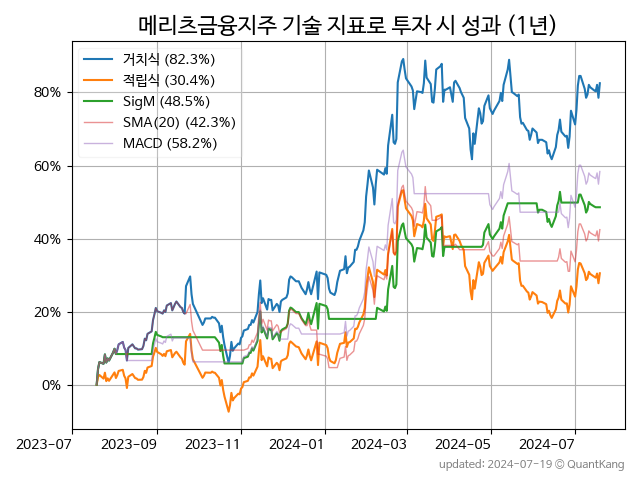 메리츠금융지주 기술 지표로 투자 시 성과 (1년)
거치식 (82.3%)
적립식 (30.4%)
SigM (48.5%)
SMA(20) (42.3%)
MACD (58.2%)
80%
60%
40%
20%
0%
2023-07 2023-09 2023-11 2024-01 2024-03 2024-05 2024-07
updated: 2024-07-19 ⓒ QuantKang